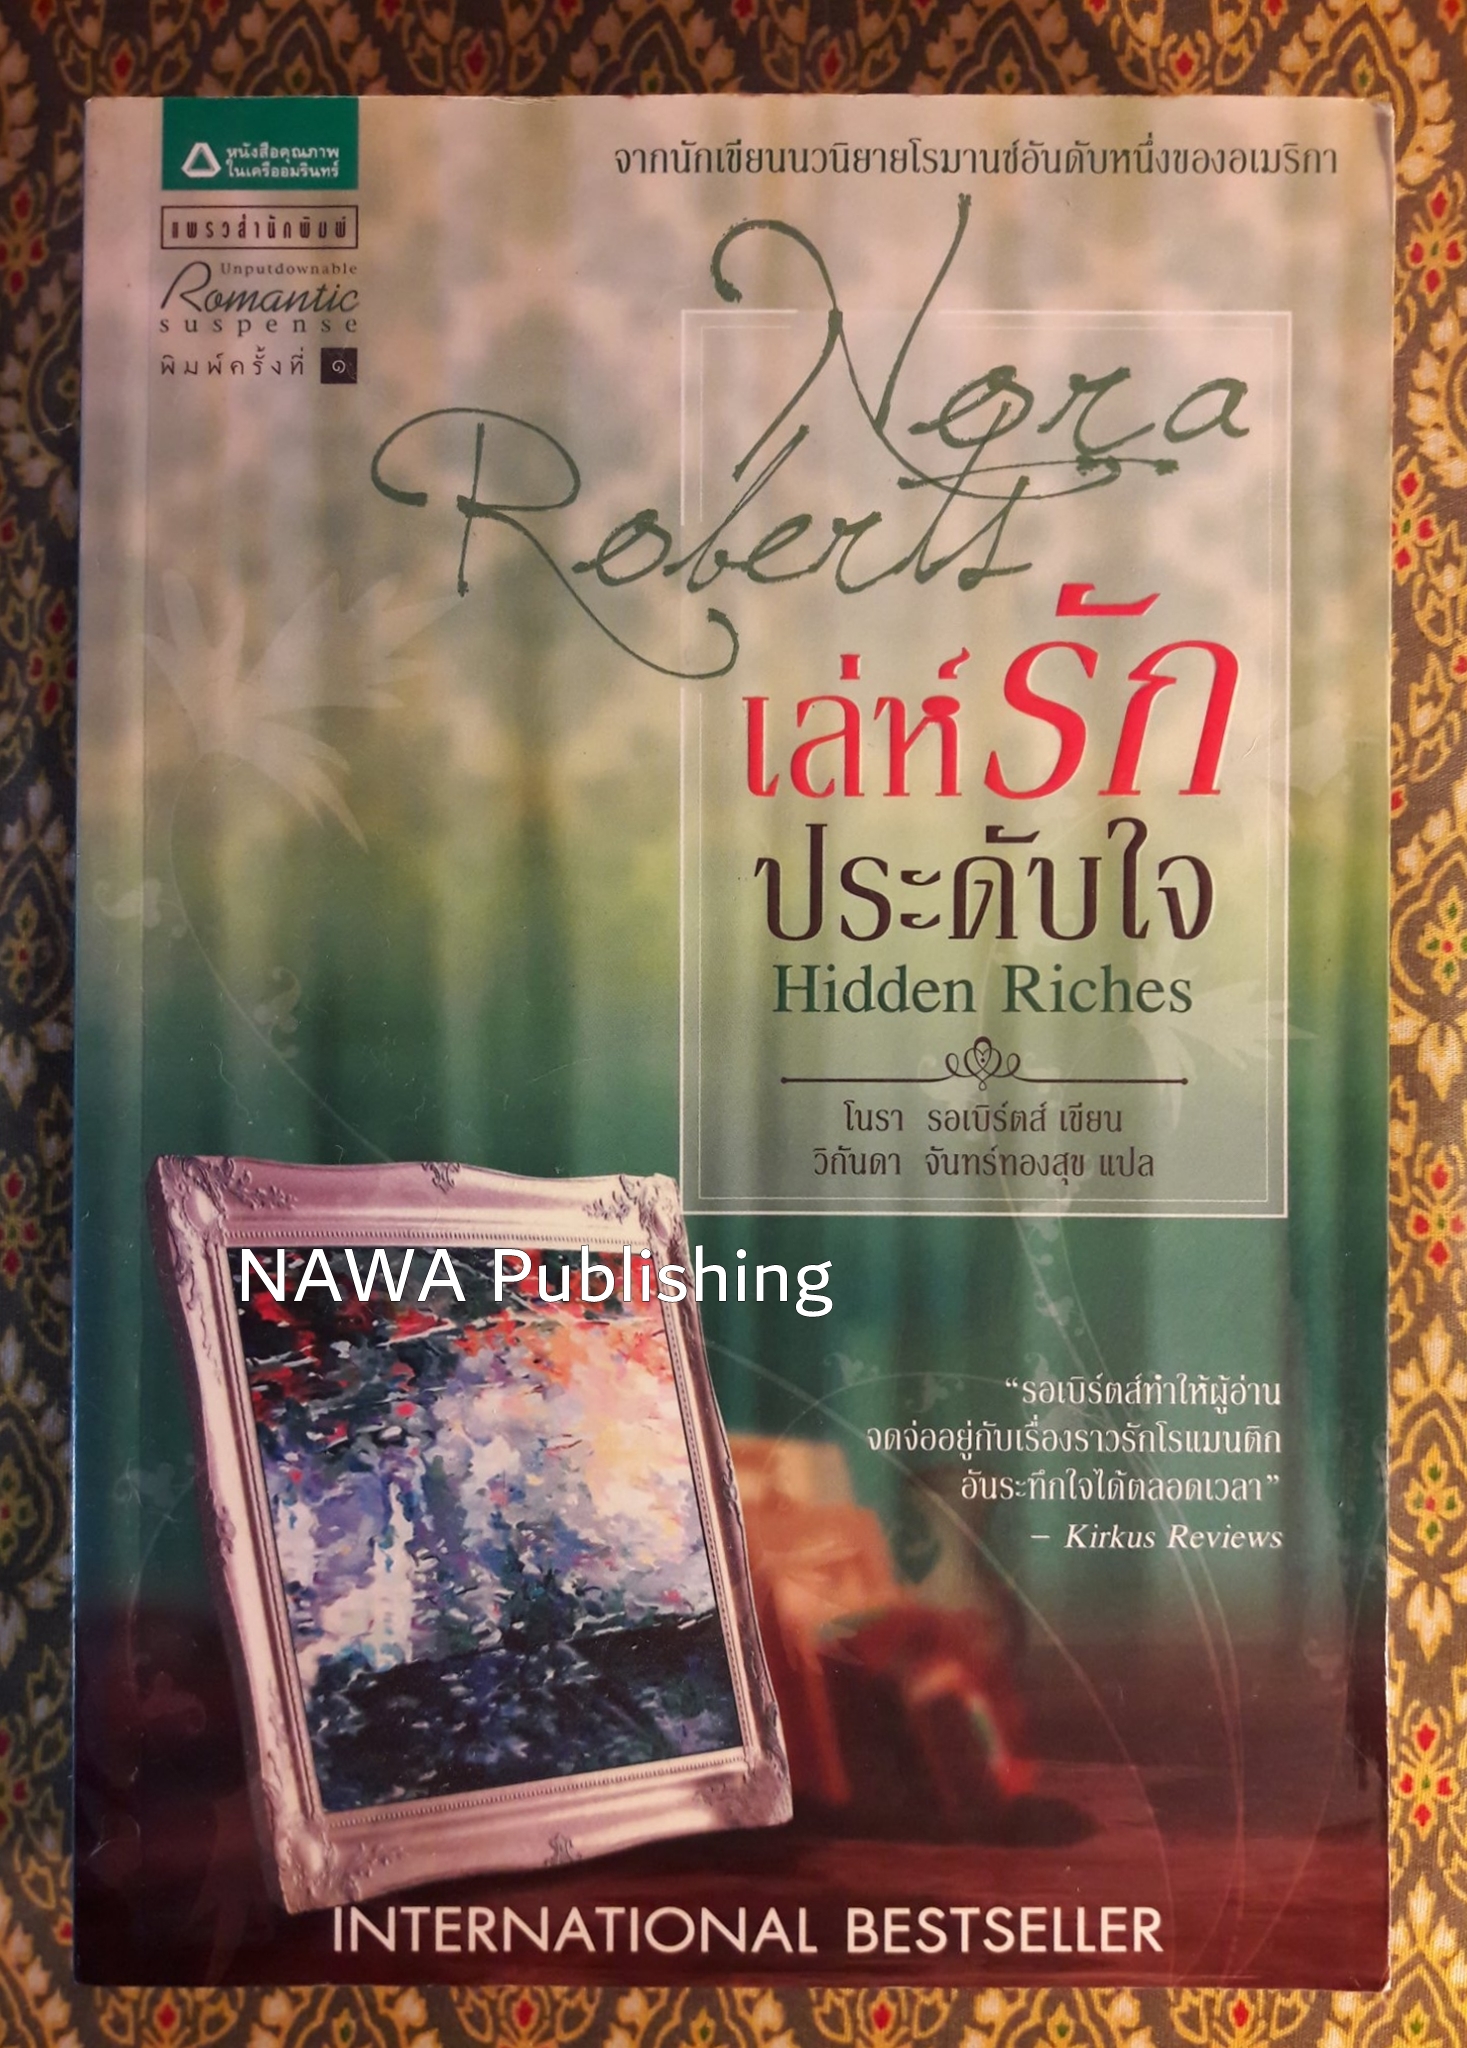 หนังสือคุณภาพ
ในเครืออมรินทร์
แพรวสำนักพิมพ์
Unputdownable
Romantic
suspense
พิมพ์ครั้งที่ ๑
จากนักเขียนนวนิยายโรมานซ์อันดับหนึ่งของอเมริกา
Nora
Roberts
เล่ห์รัก
ประดับใจ
Hidden Riches
โนรา รอเบิร์ตส์ เขียน
วิกันดา จันทร์ทองสุข แปล
NAWA Publishing
“รอเบิร์ตส์ทำให้ผู้อ่าน
จดจ่ออยู่กับเรื่องราวรักโรแมนติก
อันระทึกใจได้ตลอดเวลา”
– Kirkus Reviews
INTERNATIONAL BESTSELLER